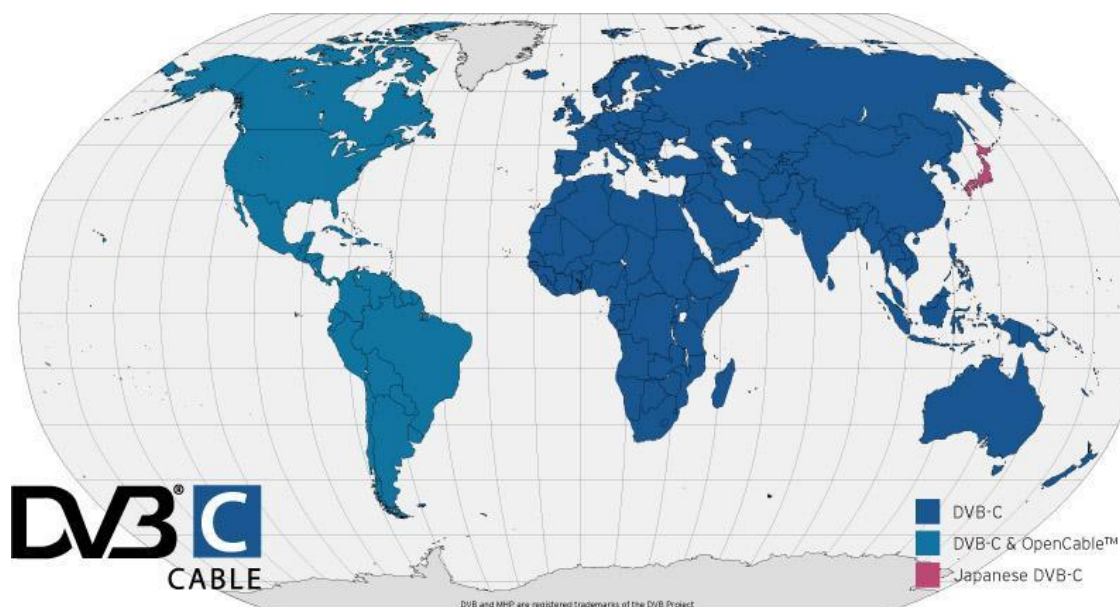 DVB® C
CABLE
DVB-C
DVB-C & OpenCable™
Japanese DVB-C
DVB and MHP are registered trademarks of the DVB Project